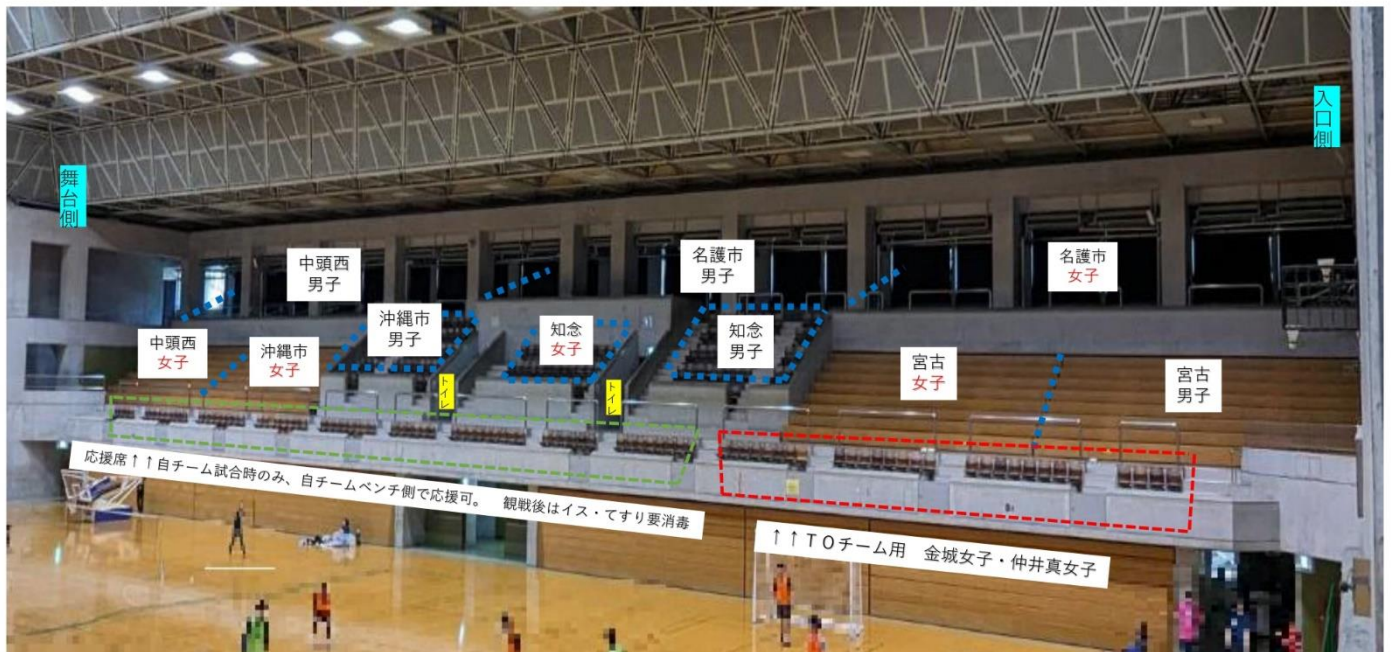 入口側
舞台側
中頭西
男子
名護市
男子
名護市
女子
中頭西
女子
沖縄市
女子
沖縄市
男子
知念
女子
知念
男子
宮古
女子
宮古
男子
トイレ
トイレ
応援席↑↑自チーム試合時のみ、自チームベンチ側で応援可。　観戦後はイス・てすり要消毒
↑↑TOチーム用　金城女子・仲井真女子